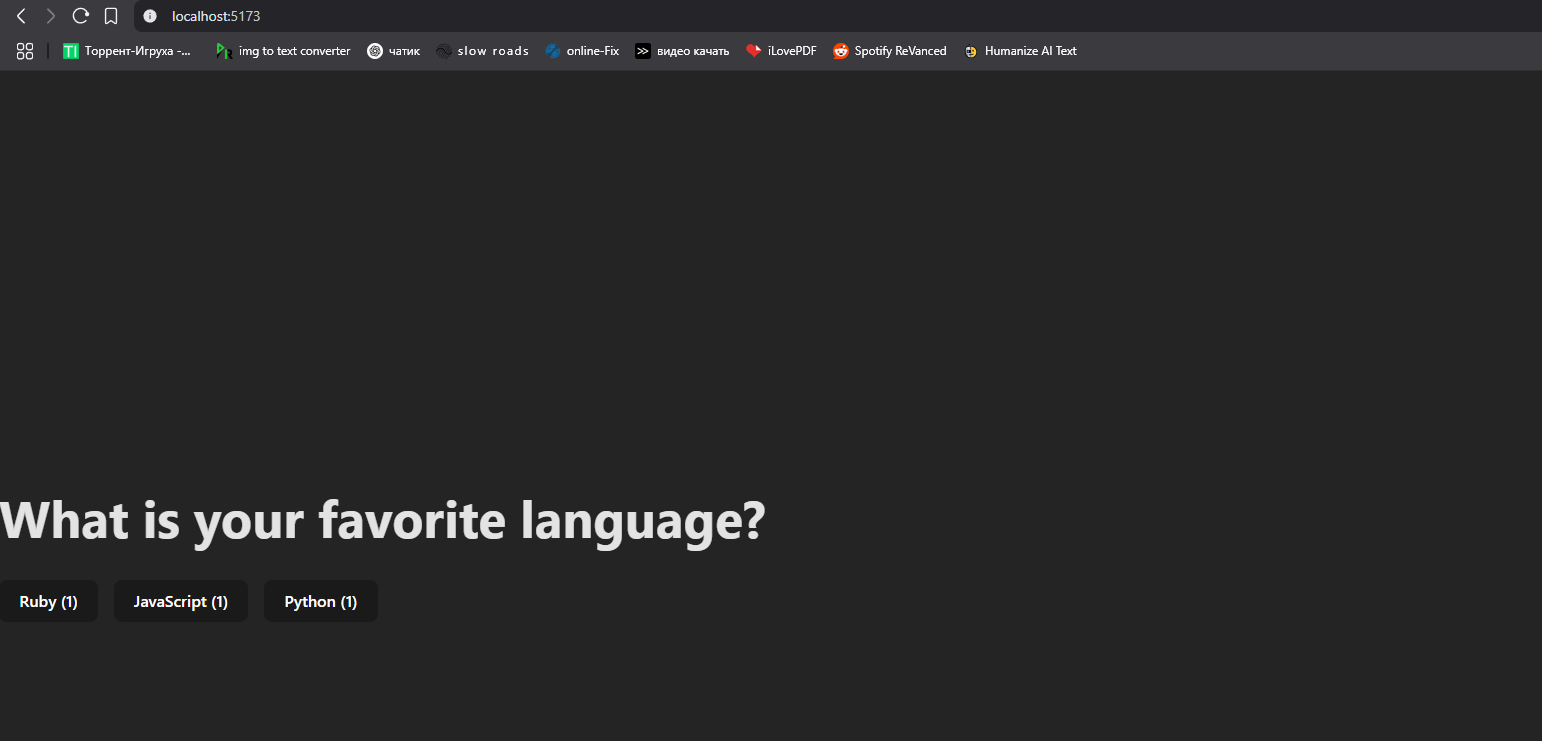 localhost:5173
TI Торрент-Игруха -... img to text converter чатик slow roads online-Fix видео качать iLovePDF Spotify ReVanced Humanize AI Text
What is your favorite language?
Ruby (1) JavaScript (1) Python (1)